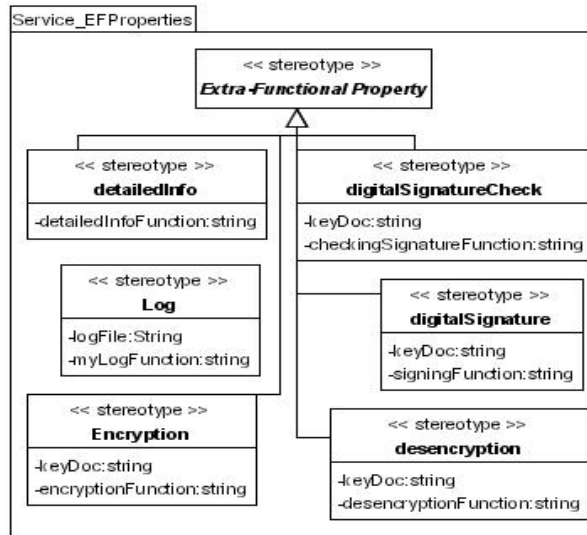 Service_EFProperties
<< stereotype >>
Extra-Functional Property
<< stereotype >>
detailedInfo
-detailedInfoFunction:string
<< stereotype >>
digitalSignatureCheck
-keyDoc:string
-checkingSignatureFunction:string
<< stereotype >>
Log
-logFile:String
-myLogFunction:string
<< stereotype >>
digitalSignature
-keyDoc:string
-signingFunction:string
<< stereotype >>
Encryption
-keyDoc:string
-encryptionFunction:string
<< stereotype >>
desencryption
-keyDoc:string
-desencryptionFunction:string